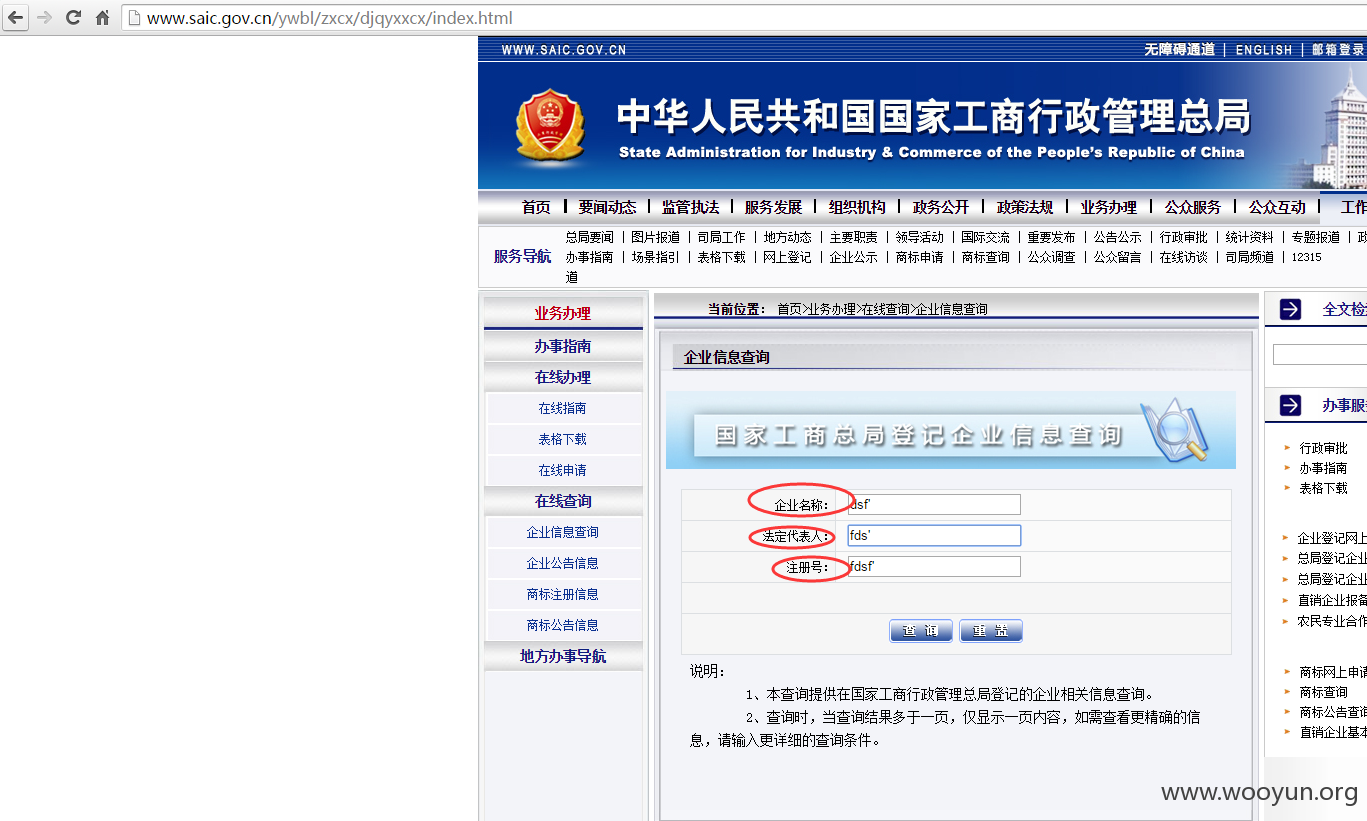 www.saic.gov.cn/ywbl/zxcx/djqyxxcx/index.html
WWW.SAIC.GOV.CN
无障碍通道 | ENGLISH | 邮箱登录
中华人民共和国国家工商行政管理总局
State Administration for Industry & Commerce of the People's Republic of China
首页 | 要闻动态 | 监管执法 | 服务发展 | 组织机构 | 政务公开 | 政策法规 | 业务办理 | 公众服务 | 公众互动 | 工作
服务导航
总局要闻 | 图片报道 | 司局工作 | 地方动态 | 主要职责 | 领导活动 | 国际交流 | 重要发布 | 公告公示 | 行政审批 | 统计资料 | 专题报道 | 政
办事指南 | 场景指引 | 表格下载 | 网上登记 | 企业公示 | 商标申请 | 商标查询 | 公众调查 | 公众留言 | 在线访谈 | 司局频道 | 12315
道
业务办理
办事指南
在线办理
在线指南
表格下载
在线申请
在线查询
企业信息查询
企业公告信息
商标注册信息
商标公告信息
地方办事导航
当前位置： 首页>业务办理>在线查询>企业信息查询
企业信息查询
国家工商总局登记企业信息查询
企业名称： dsf'
法定代表人： fds'
注册号： fdsf'
查 询 重 置
说明：
1、本查询提供在国家工商行政管理总局登记的企业相关信息查询。
2、查询时，当查询结果多于一页，仅显示一页内容，如需查看更精确的信
息，请输入更详细的查询条件。
全文检
办事服
行政审批
办事指南
表格下载
企业登记网上
总局登记企业
总局登记企业
直销企业报备
农民专业合作
商标网上申请
商标查询
商标公告查询
直销企业基本
www.wooyun.org